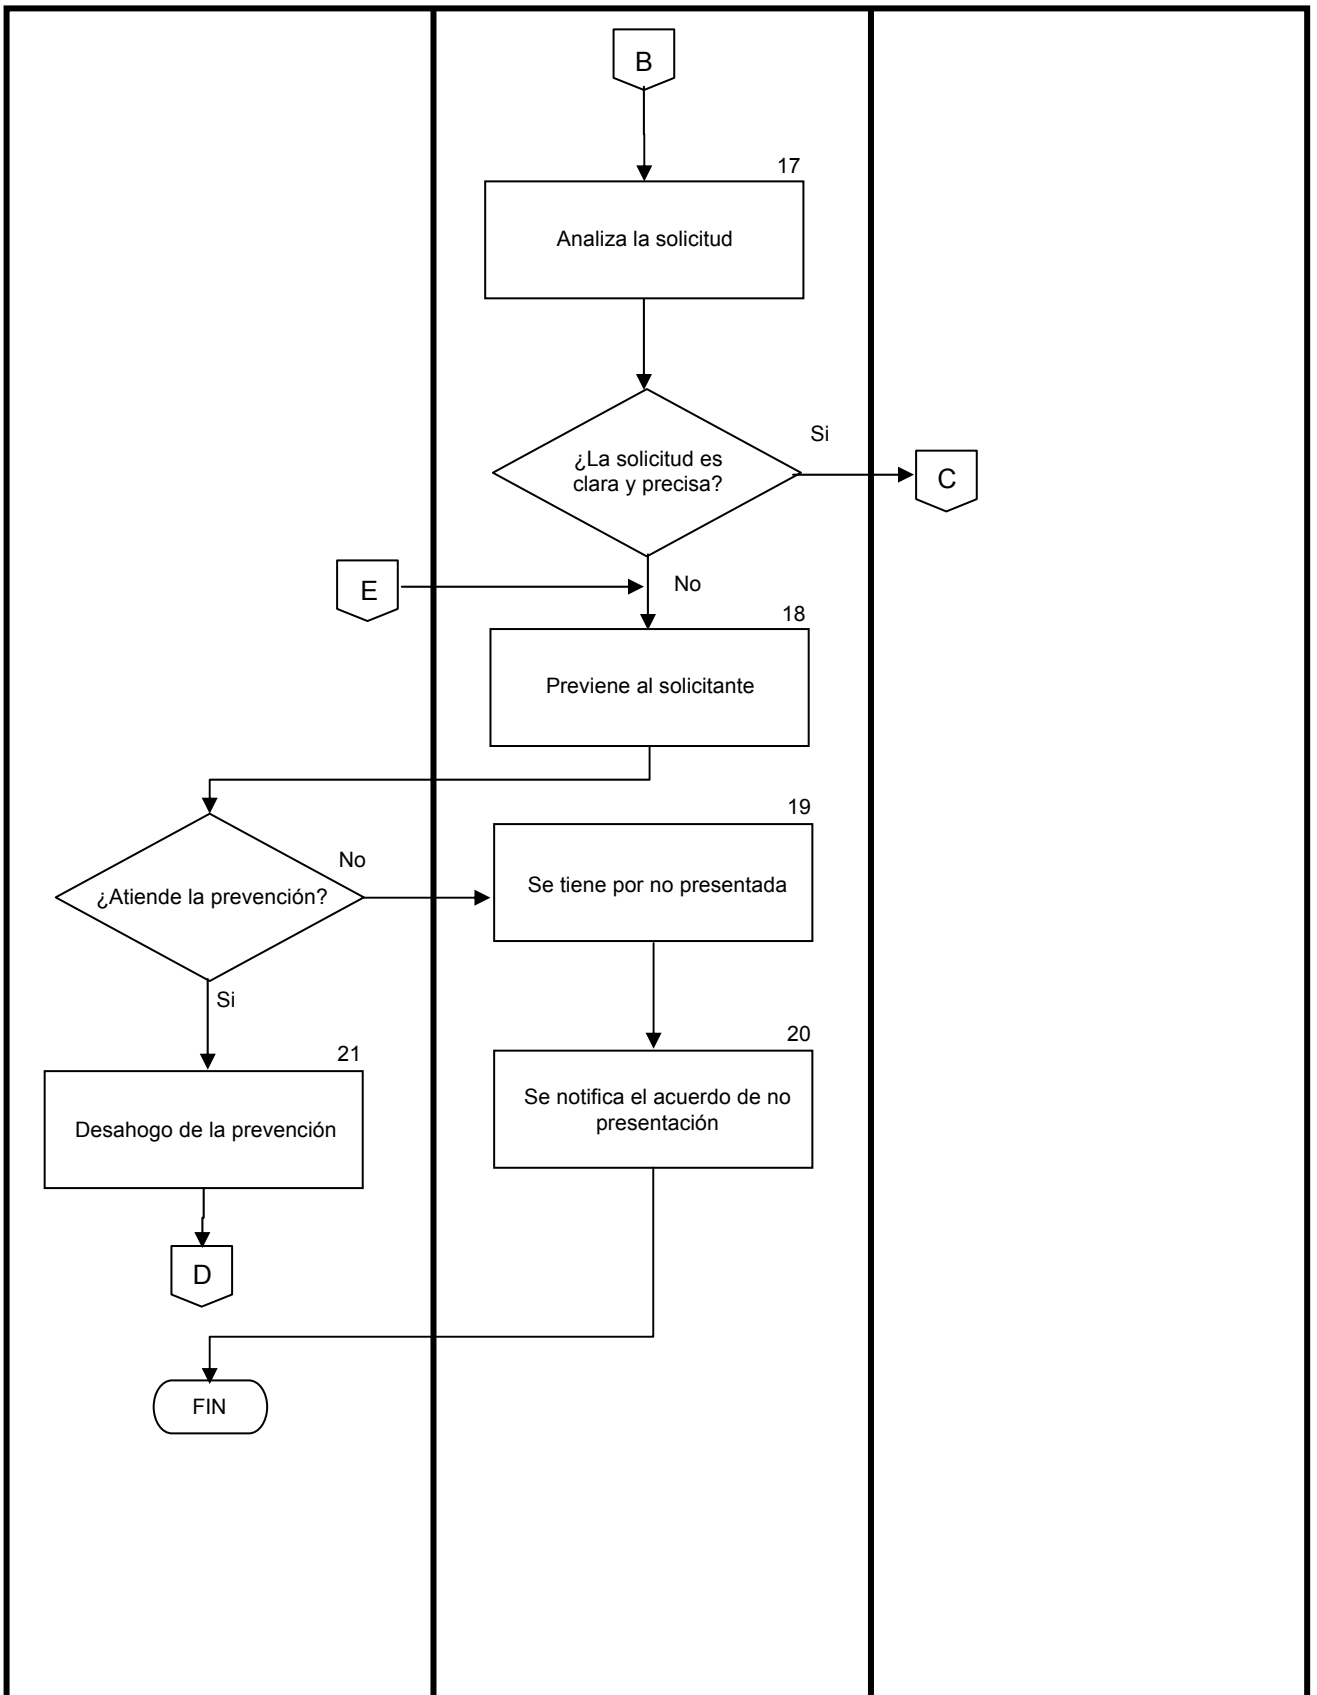 B
17
Analiza la solicitud
Si
¿La solicitud es
clara y precisa?
C
E
No
18
Previene al solicitante
19
No
Se tiene por no presentada
¿Atiende la prevención?
Si
20
21
Se notifica el acuerdo de no
presentación
Desahogo de la prevención
D
FIN